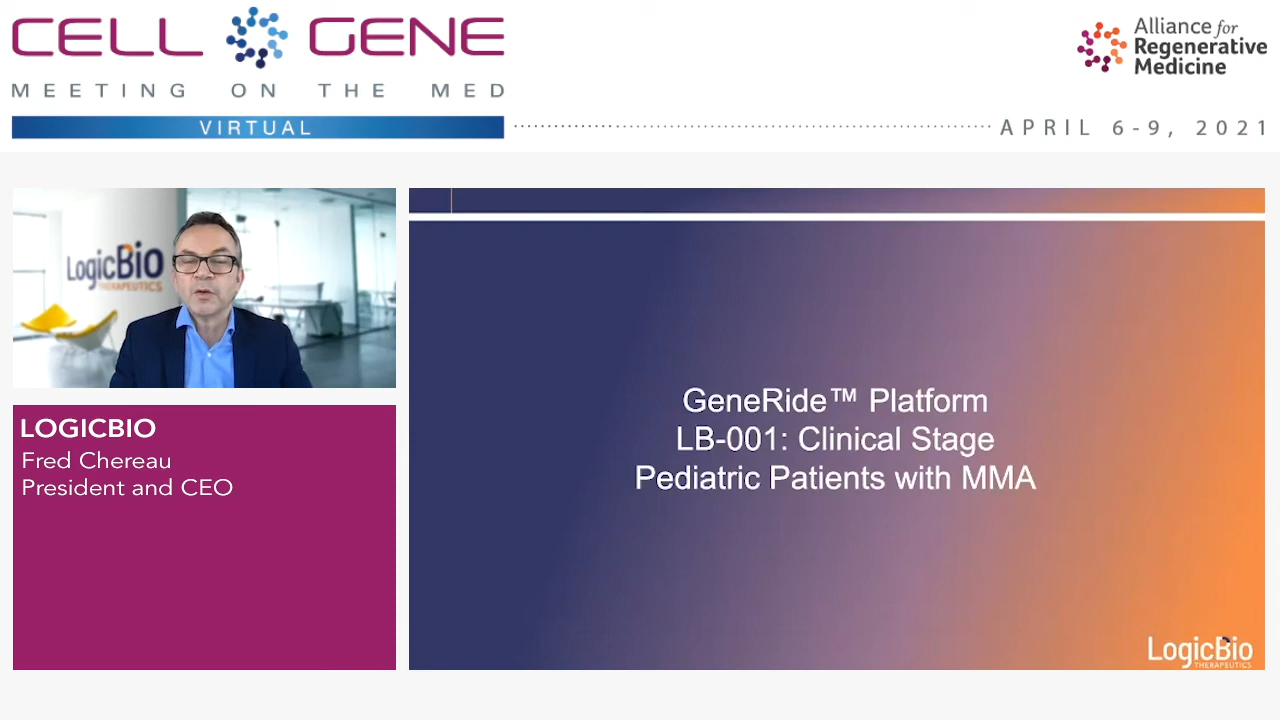 CELL GENE
MEETING ON THE MED
VIRTUAL
Alliance for
Regenerative
Medicine
APRIL 6-9, 2021
LogicBio
THERAPEUTICS
LOGICBIO
Fred Chereau
President and CEO
GeneRide™ Platform
LB-001: Clinical Stage
Pediatric Patients with MMA
LogicBio
THERAPEUTICS